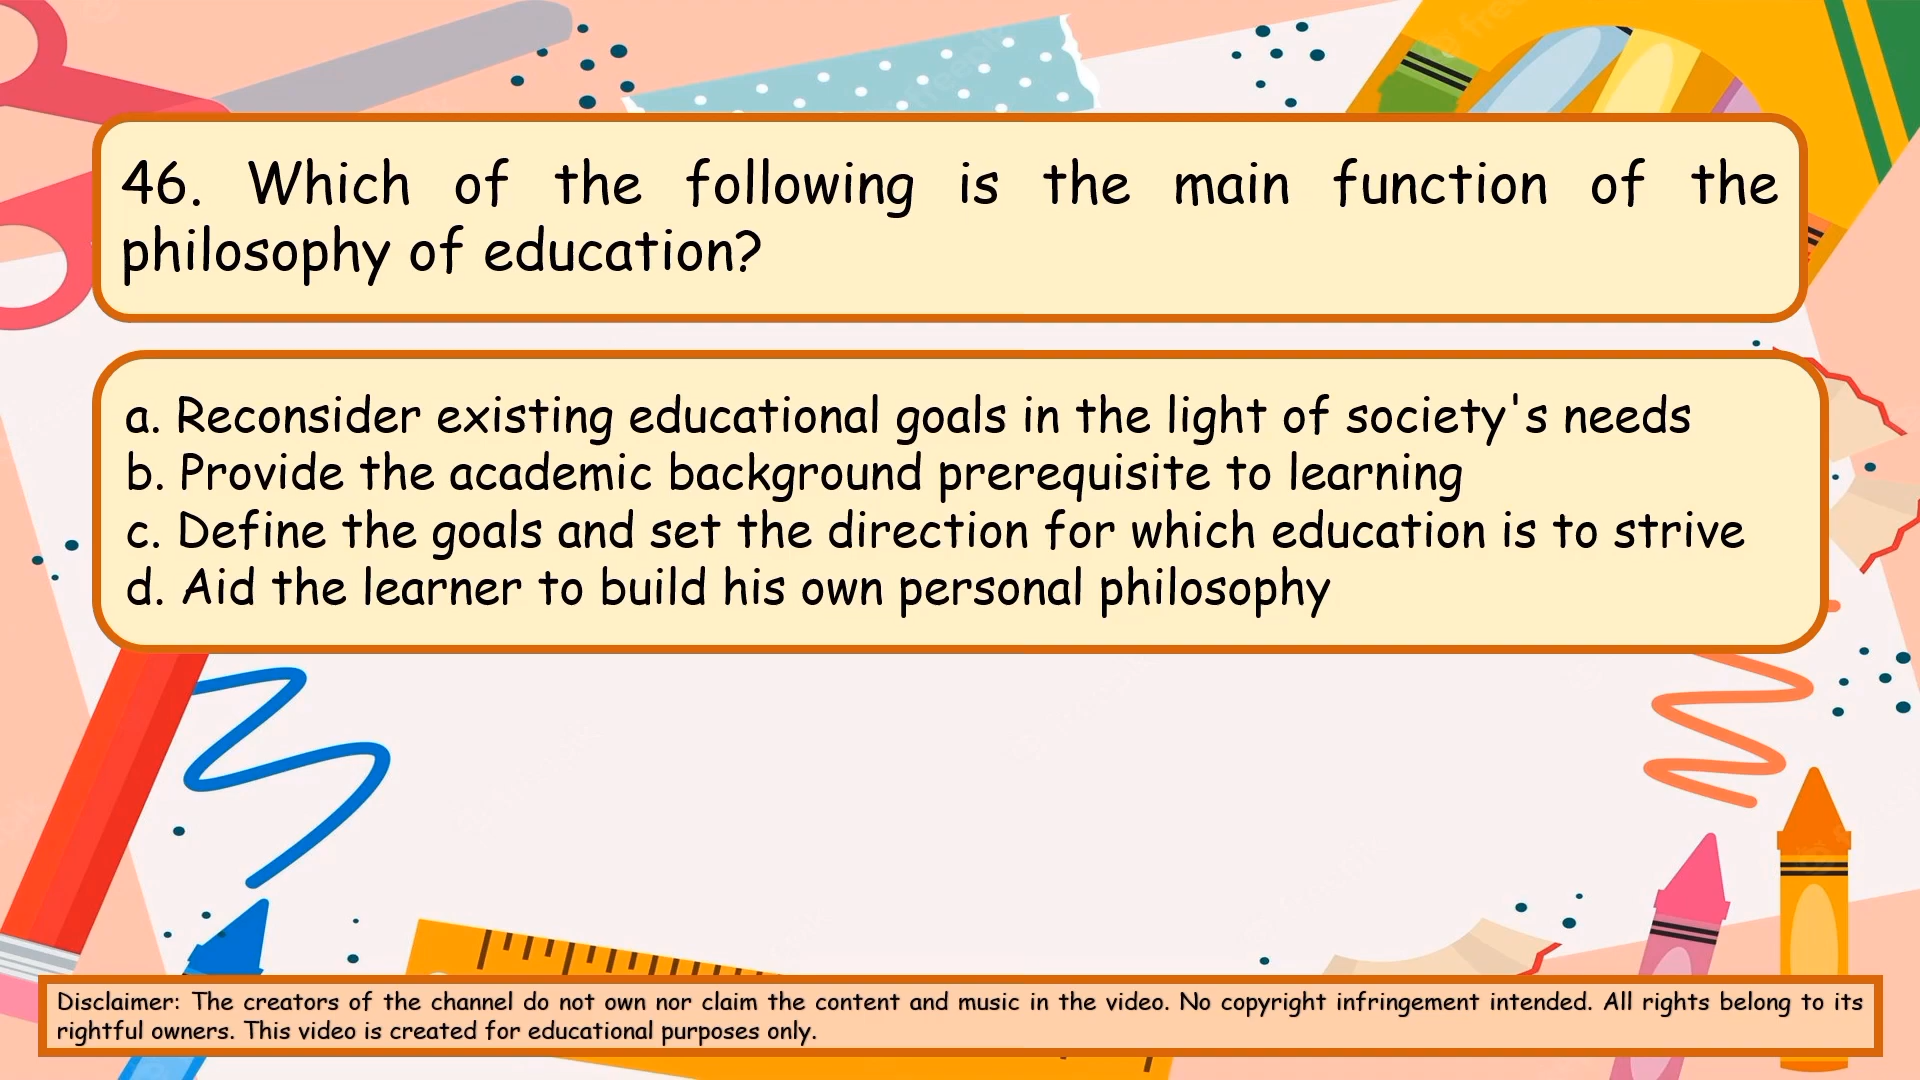 46. Which of the following is the main function of the
philosophy of education?
a. Reconsider existing educational goals in the light of society's needs
b. Provide the academic background prerequisite to learning
c. Define the goals and set the direction for which education is to strive
d. Aid the learner to build his own personal philosophy
Disclaimer: The creators of the channel do not own nor claim the content and music in the video. No copyright infringement intended. All rights belong to its
rightful owners. This video is created for educational purposes only.